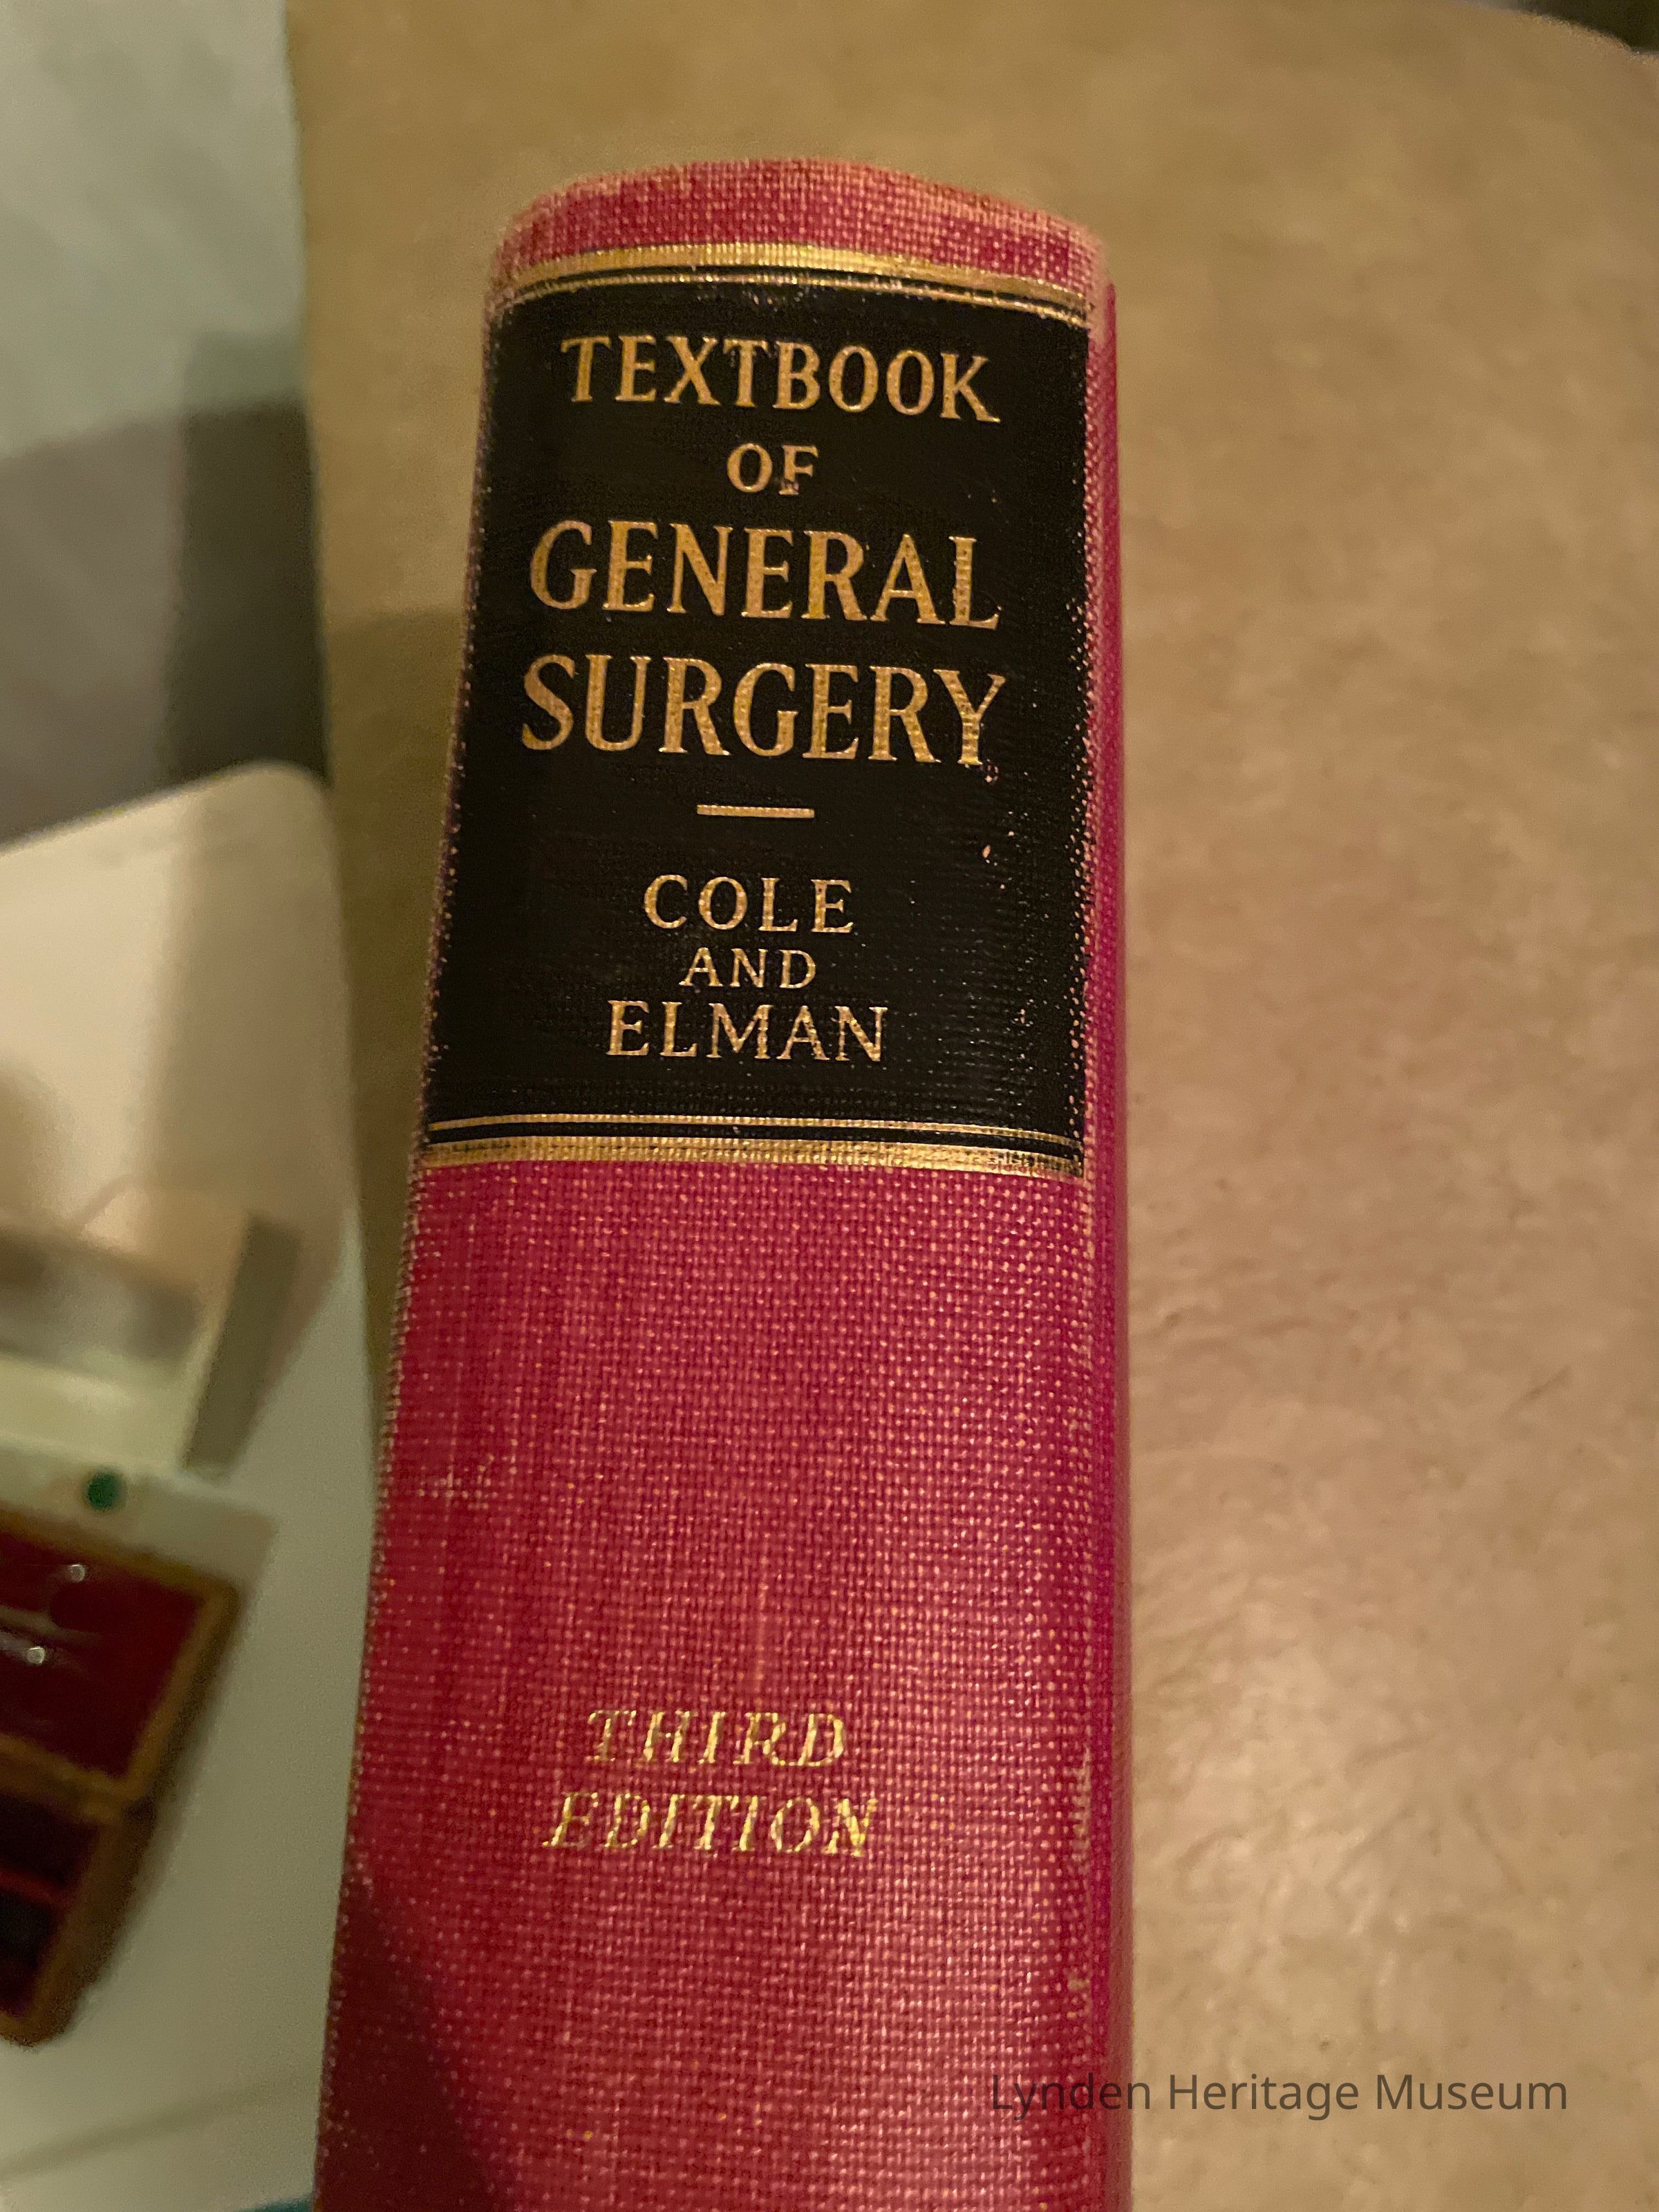 TEXTBOOK
OF
GENERAL
SURGERY
COLE
AND
ELMAN
THIRD
EDITION
Lynden Heritage Museum